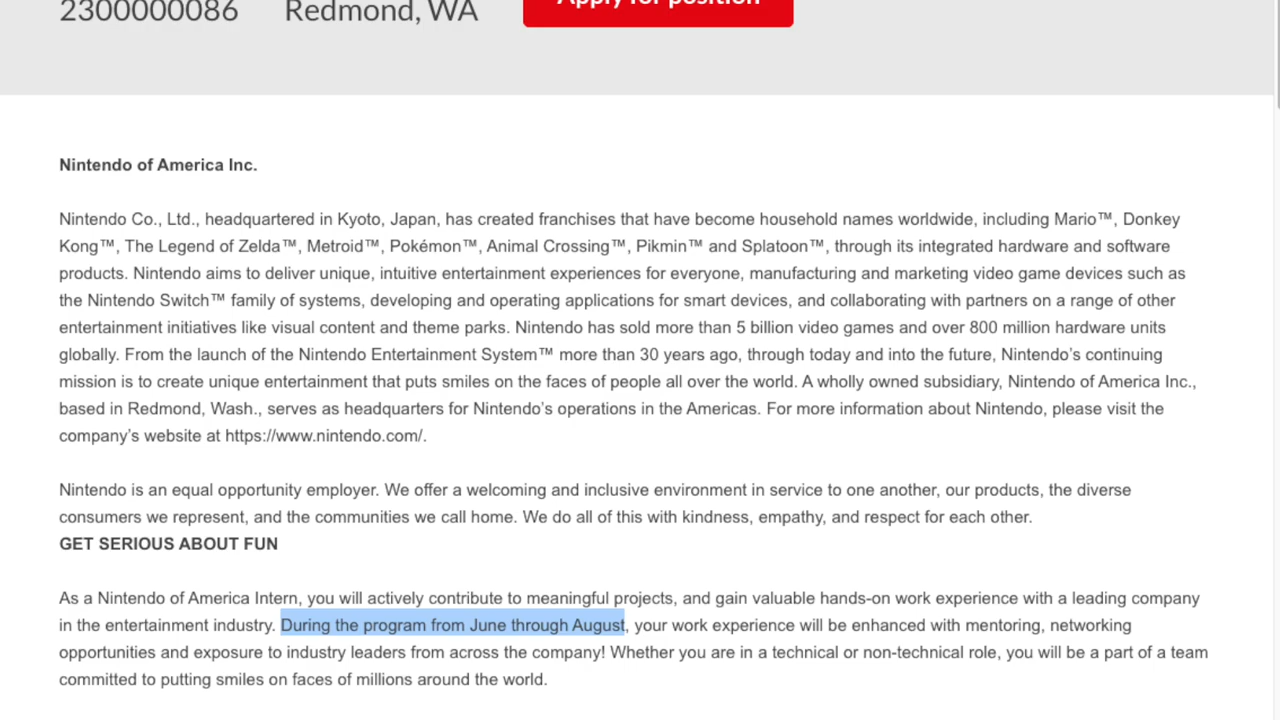 2300000086 Redmond, WA Apply for position
Nintendo of America Inc.
Nintendo Co., Ltd., headquartered in Kyoto, Japan, has created franchises that have become household names worldwide, including Mario™, Donkey
Kong™, The Legend of Zelda™, Metroid™, Pokémon™, Animal Crossing™, Pikmin™ and Splatoon™, through its integrated hardware and software
products. Nintendo aims to deliver unique, intuitive entertainment experiences for everyone, manufacturing and marketing video game devices such as
the Nintendo Switch™ family of systems, developing and operating applications for smart devices, and collaborating with partners on a range of other
entertainment initiatives like visual content and theme parks. Nintendo has sold more than 5 billion video games and over 800 million hardware units
globally. From the launch of the Nintendo Entertainment System™ more than 30 years ago, through today and into the future, Nintendo’s continuing
mission is to create unique entertainment that puts smiles on the faces of people all over the world. A wholly owned subsidiary, Nintendo of America Inc.,
based in Redmond, Wash., serves as headquarters for Nintendo’s operations in the Americas. For more information about Nintendo, please visit the
company’s website at https://www.nintendo.com/.
Nintendo is an equal opportunity employer. We offer a welcoming and inclusive environment in service to one another, our products, the diverse
consumers we represent, and the communities we call home. We do all of this with kindness, empathy, and respect for each other.
GET SERIOUS ABOUT FUN
As a Nintendo of America Intern, you will actively contribute to meaningful projects, and gain valuable hands-on work experience with a leading company
in the entertainment industry. During the program from June through August, your work experience will be enhanced with mentoring, networking
opportunities and exposure to industry leaders from across the company! Whether you are in a technical or non-technical role, you will be a part of a team
committed to putting smiles on faces of millions around the world.